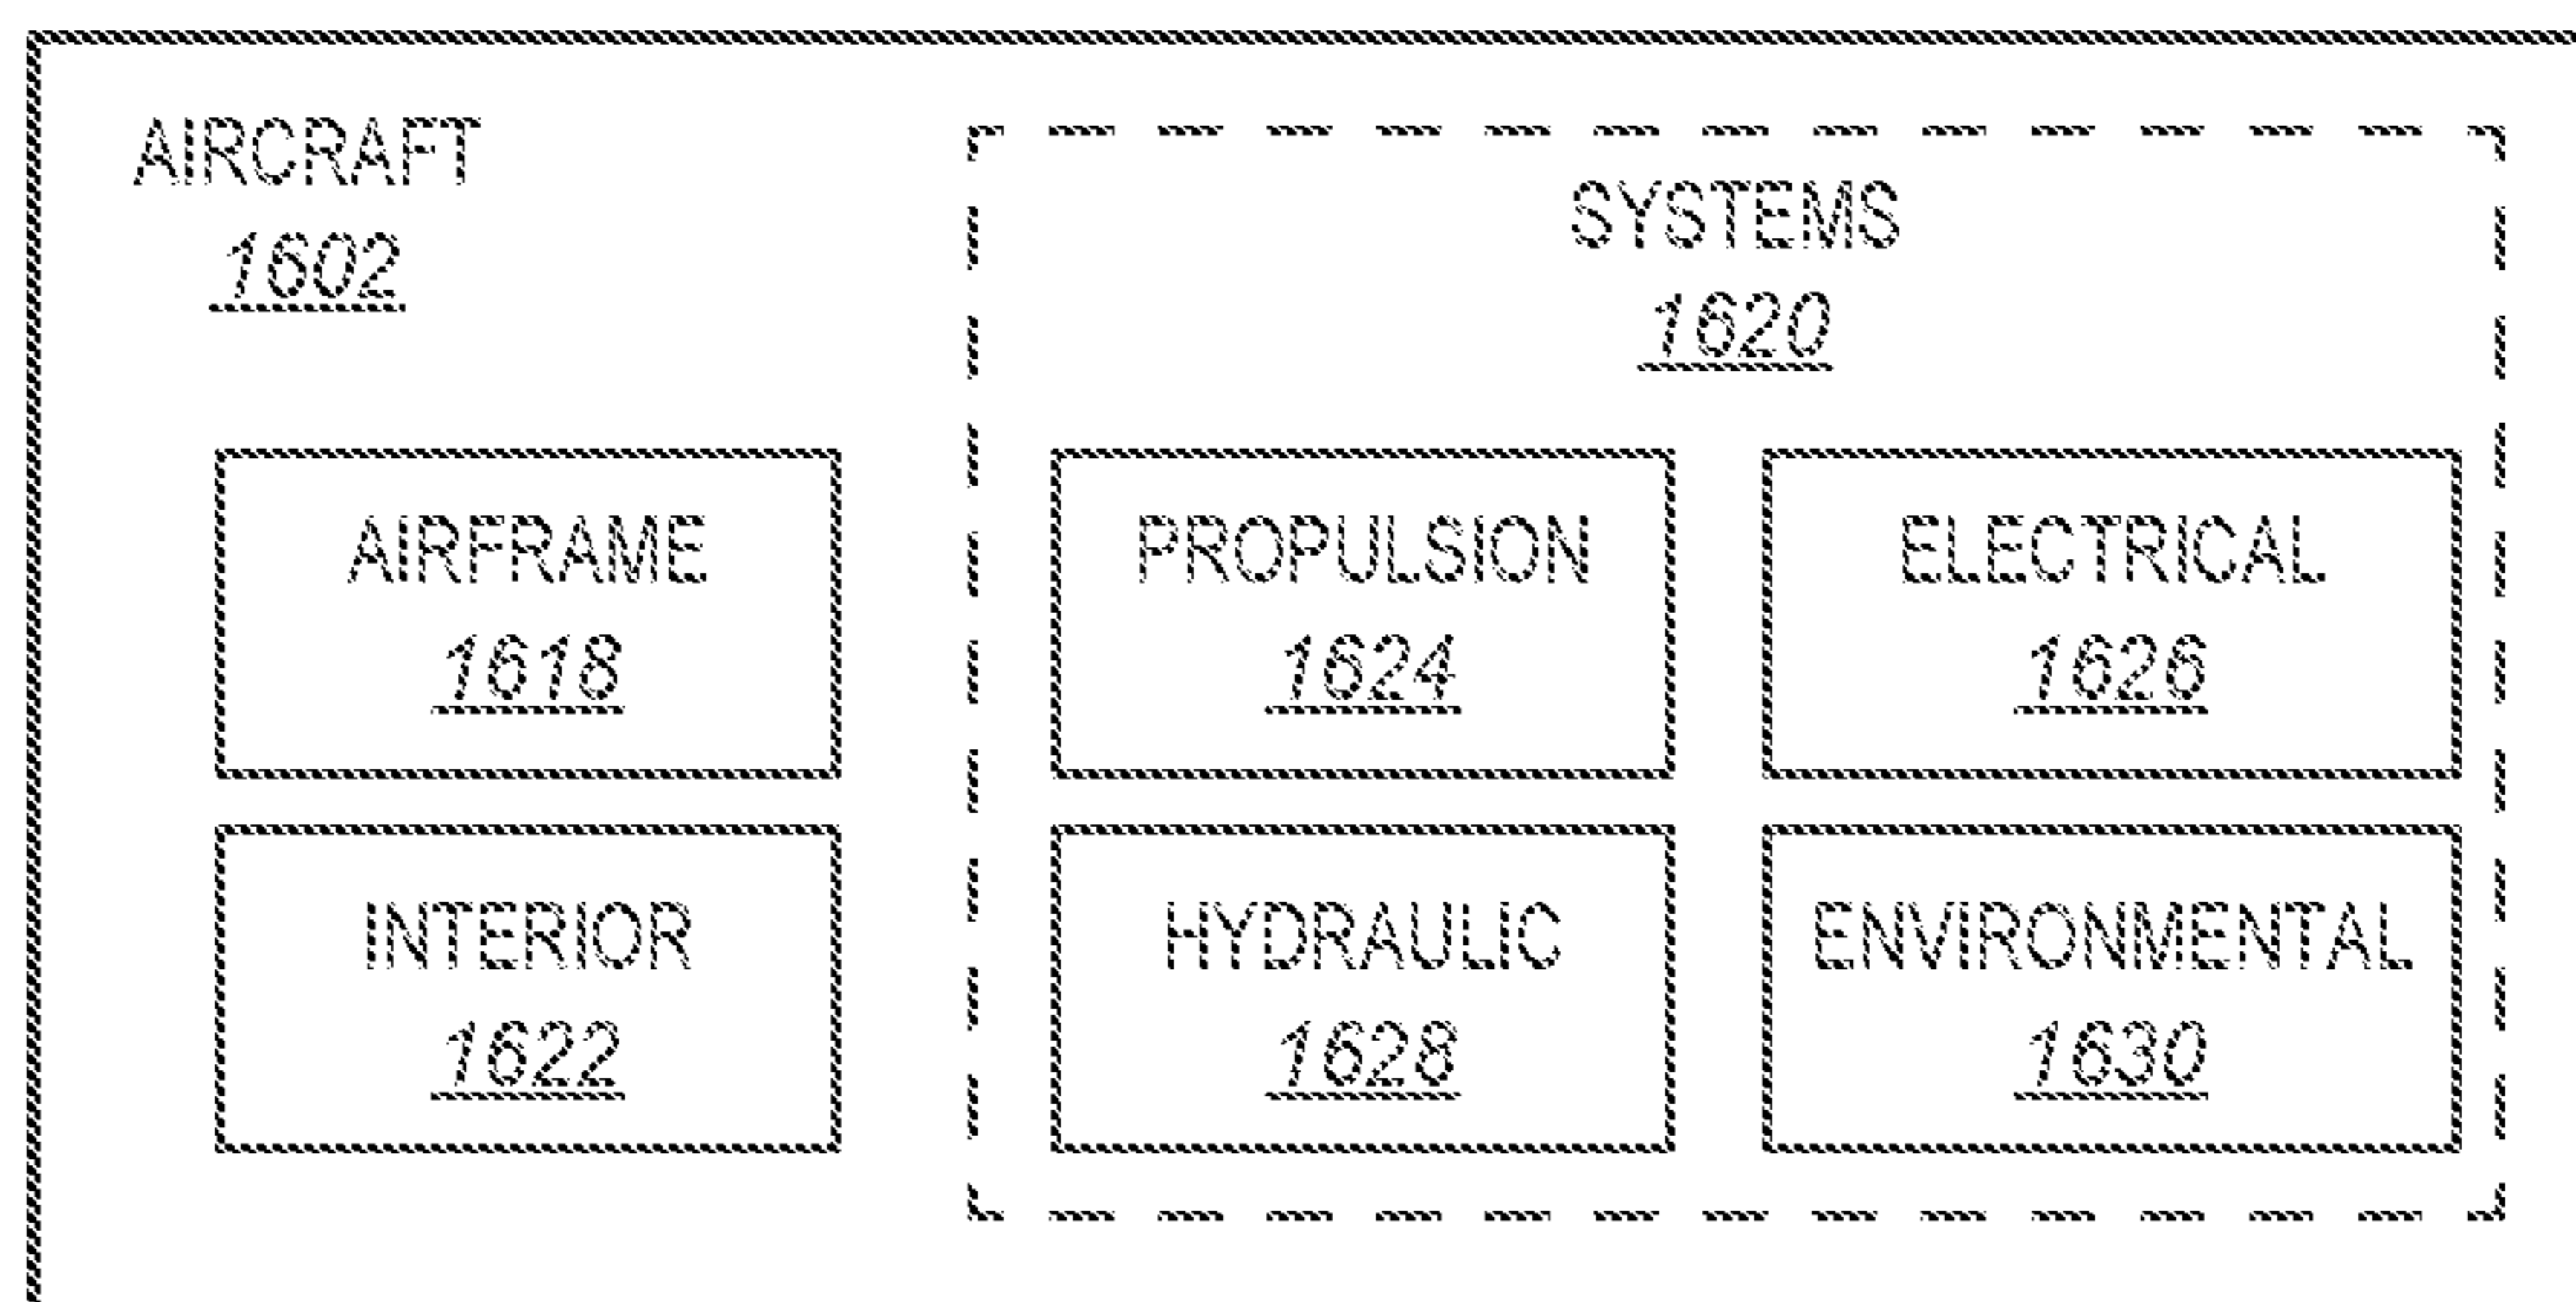 AIRCRAFT
1602
SYSTEMS
1620
AIRFRAME
1618
PROPULSION
1624
ELECTRICAL
1626
INTERIOR
1622
HYDRAULIC
1628
ENVIRONMENTAL
1630